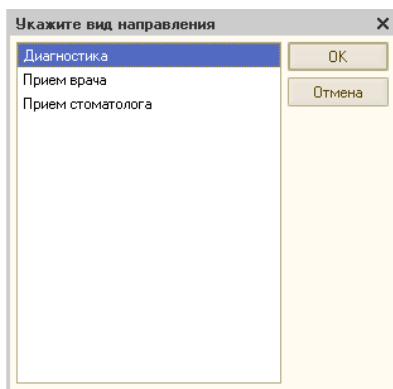 Укажите вид направления
Диагностика
OK
Прием врача
Отмена
Прием стоматолога